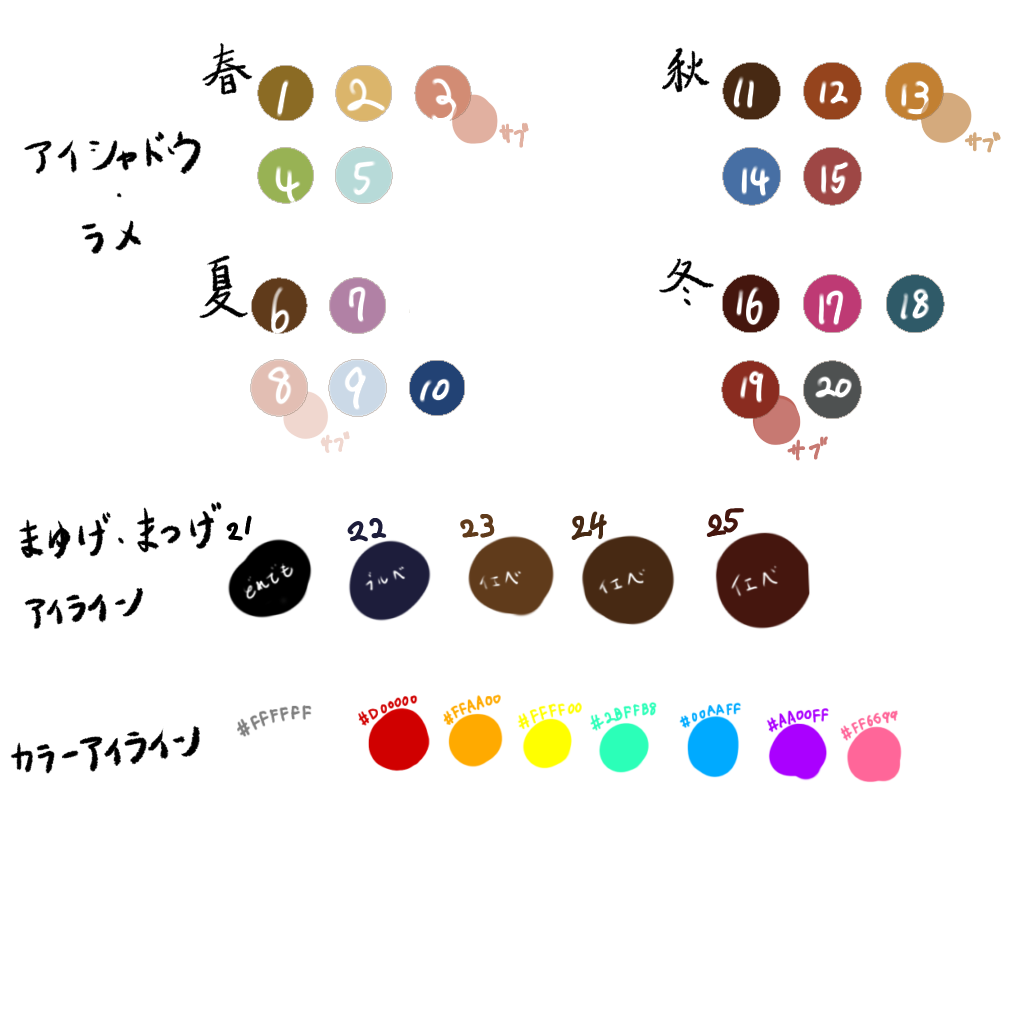 春 1 2 3 サブ
4 5
秋 11 12 13 サブ
14 15
アイシャドウ
・
ラメ
夏 6 7
8 サブ 9 10
冬 16 17 18
19 サブ 20
まゆげ、まつげ
アイライン
21 22 23 24 25
どれでも ブルベ イエベ イエベ イエベ
カラーアイライン
#FFFFFF #D00000 #FFAA00 #FFFF00 #2BFFB8 #00AAFF #AA00FF #FF6699